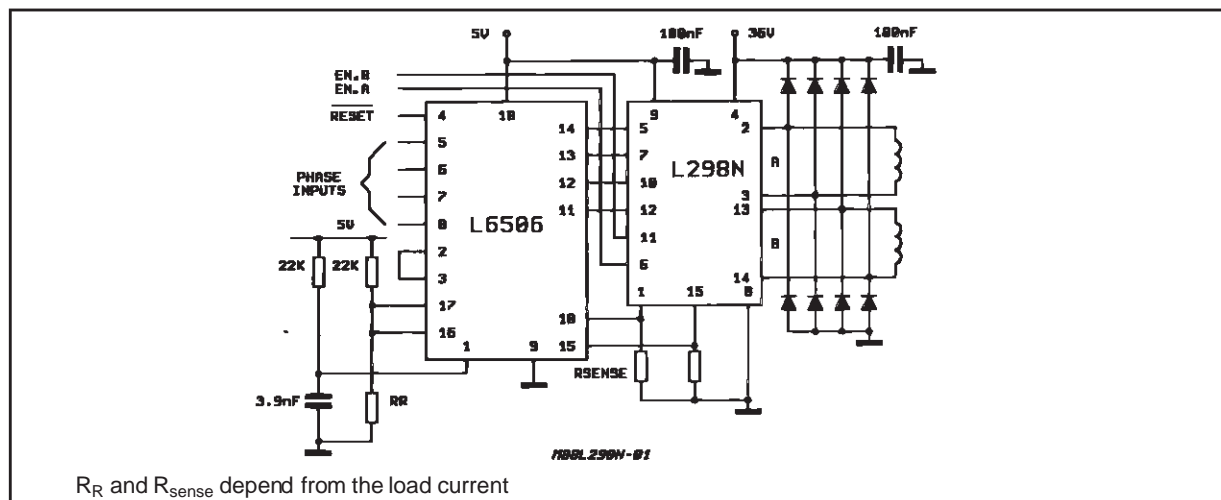 5V 100nF 36V 100nF
EN.B
EN.A
RESET 4 18 9 4
14 5 2
5
13 7 A
6 12 10 L298N
PHASE
INPUTS 7 3
11 12 13
8 L6506
5V 11 B
2
22K 22K 6
3 14
1 15 8
17
18
16
1 9 15
RSENSE
3.9nF RR
M88L298N-01
RR and Rsense depend from the load current